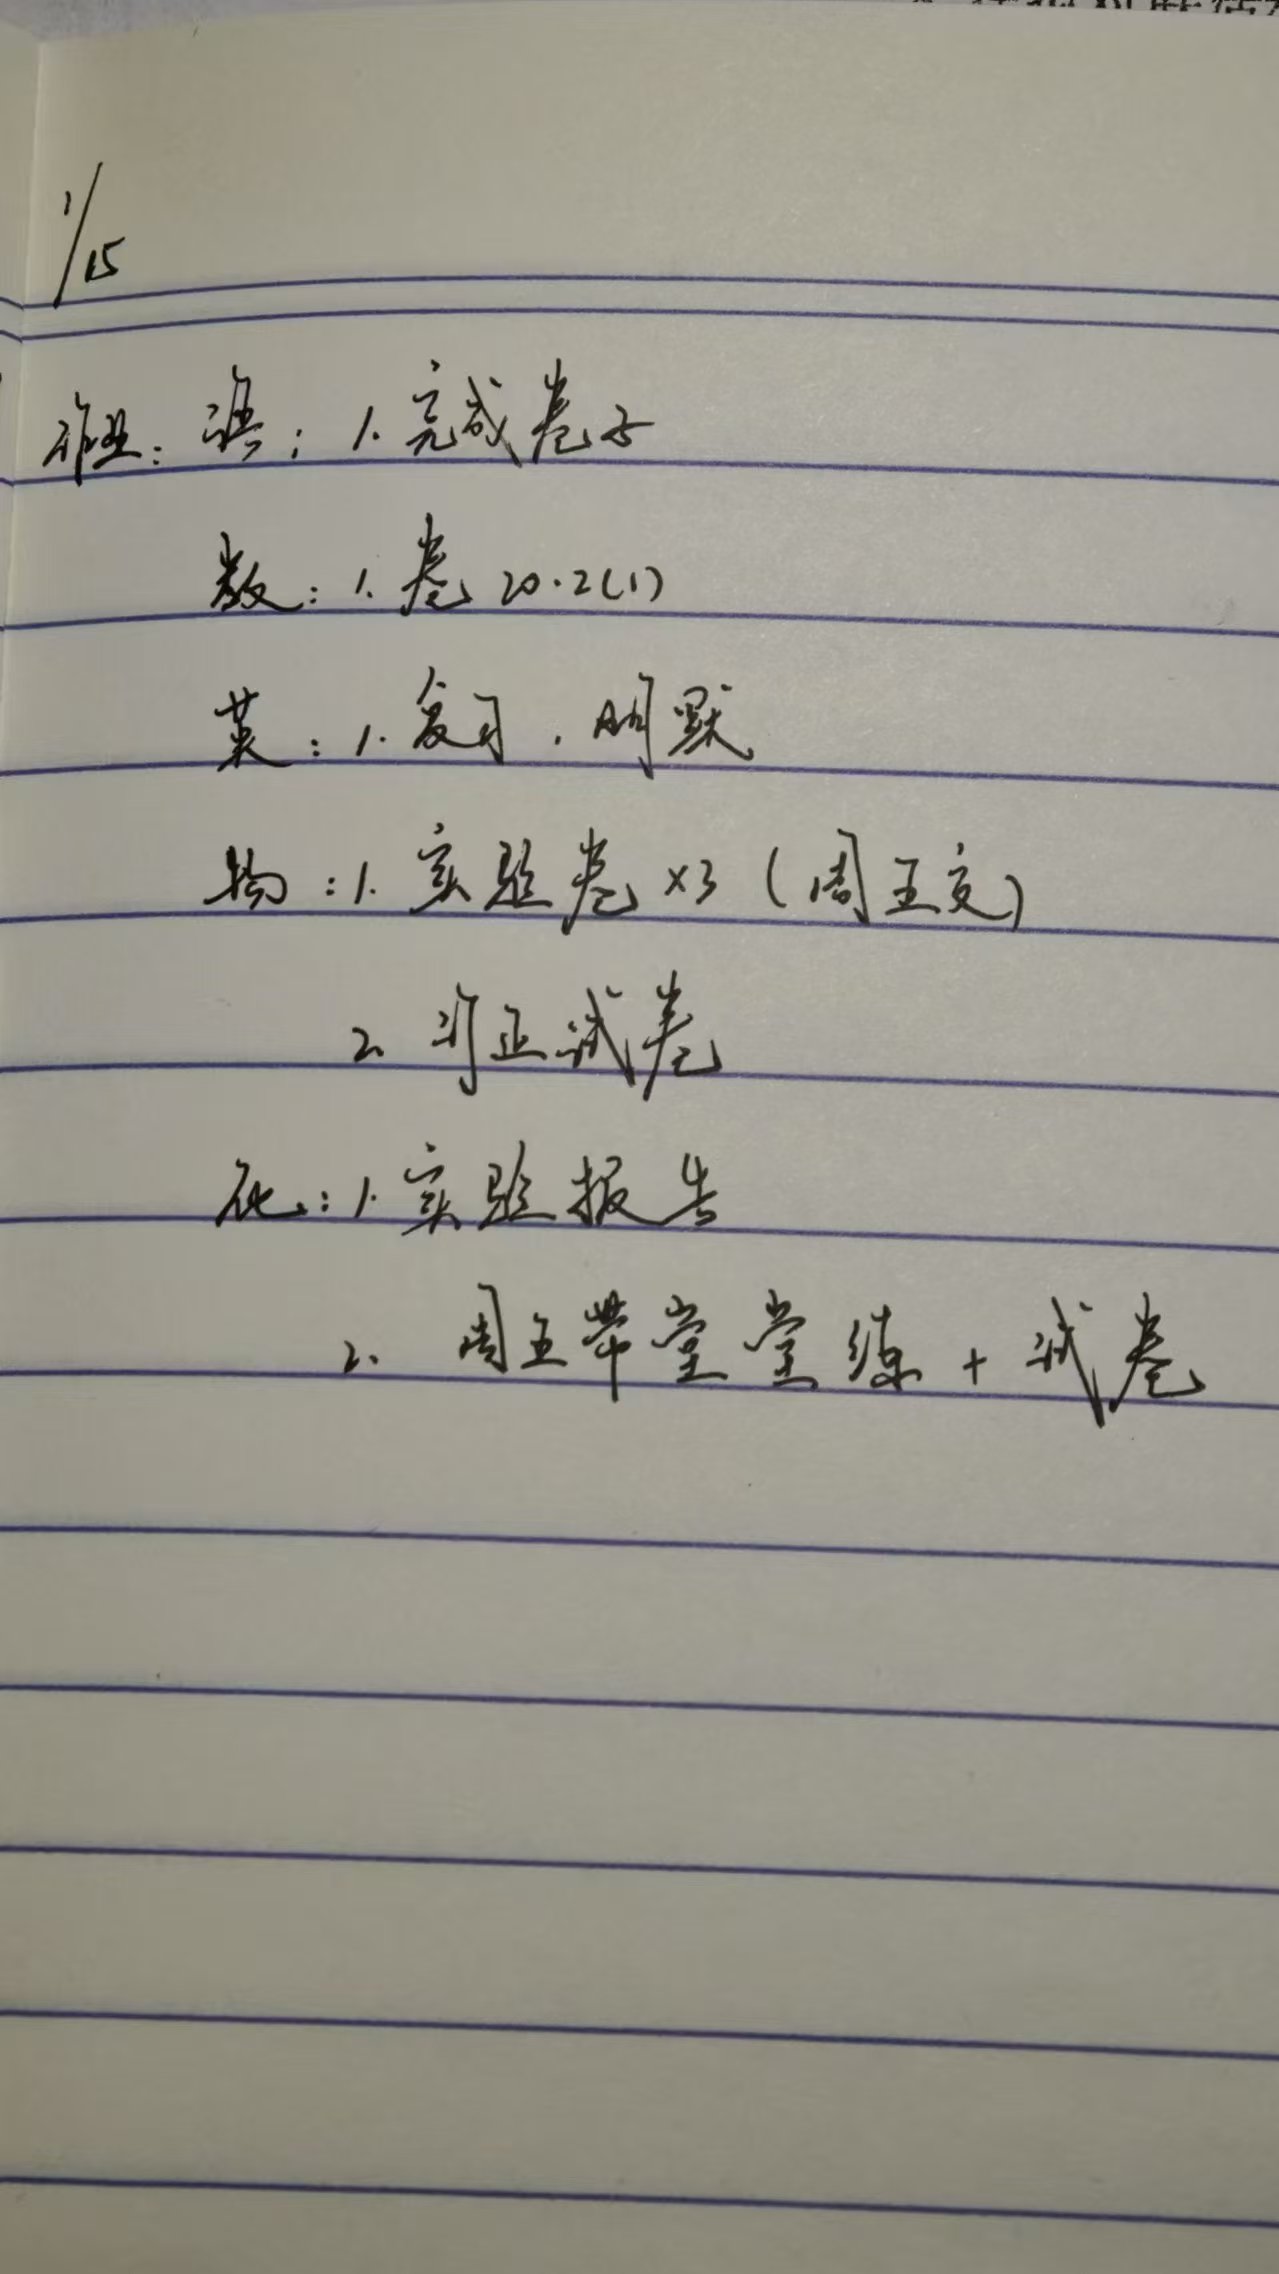 1/15
作业：语：1.完成卷子
数：1.卷 20.2(1)
英：1.复习．明默
物：1.实验卷×3（周五交）
2.订正试卷
化：1.实验报告
2.周五带堂堂练＋试卷